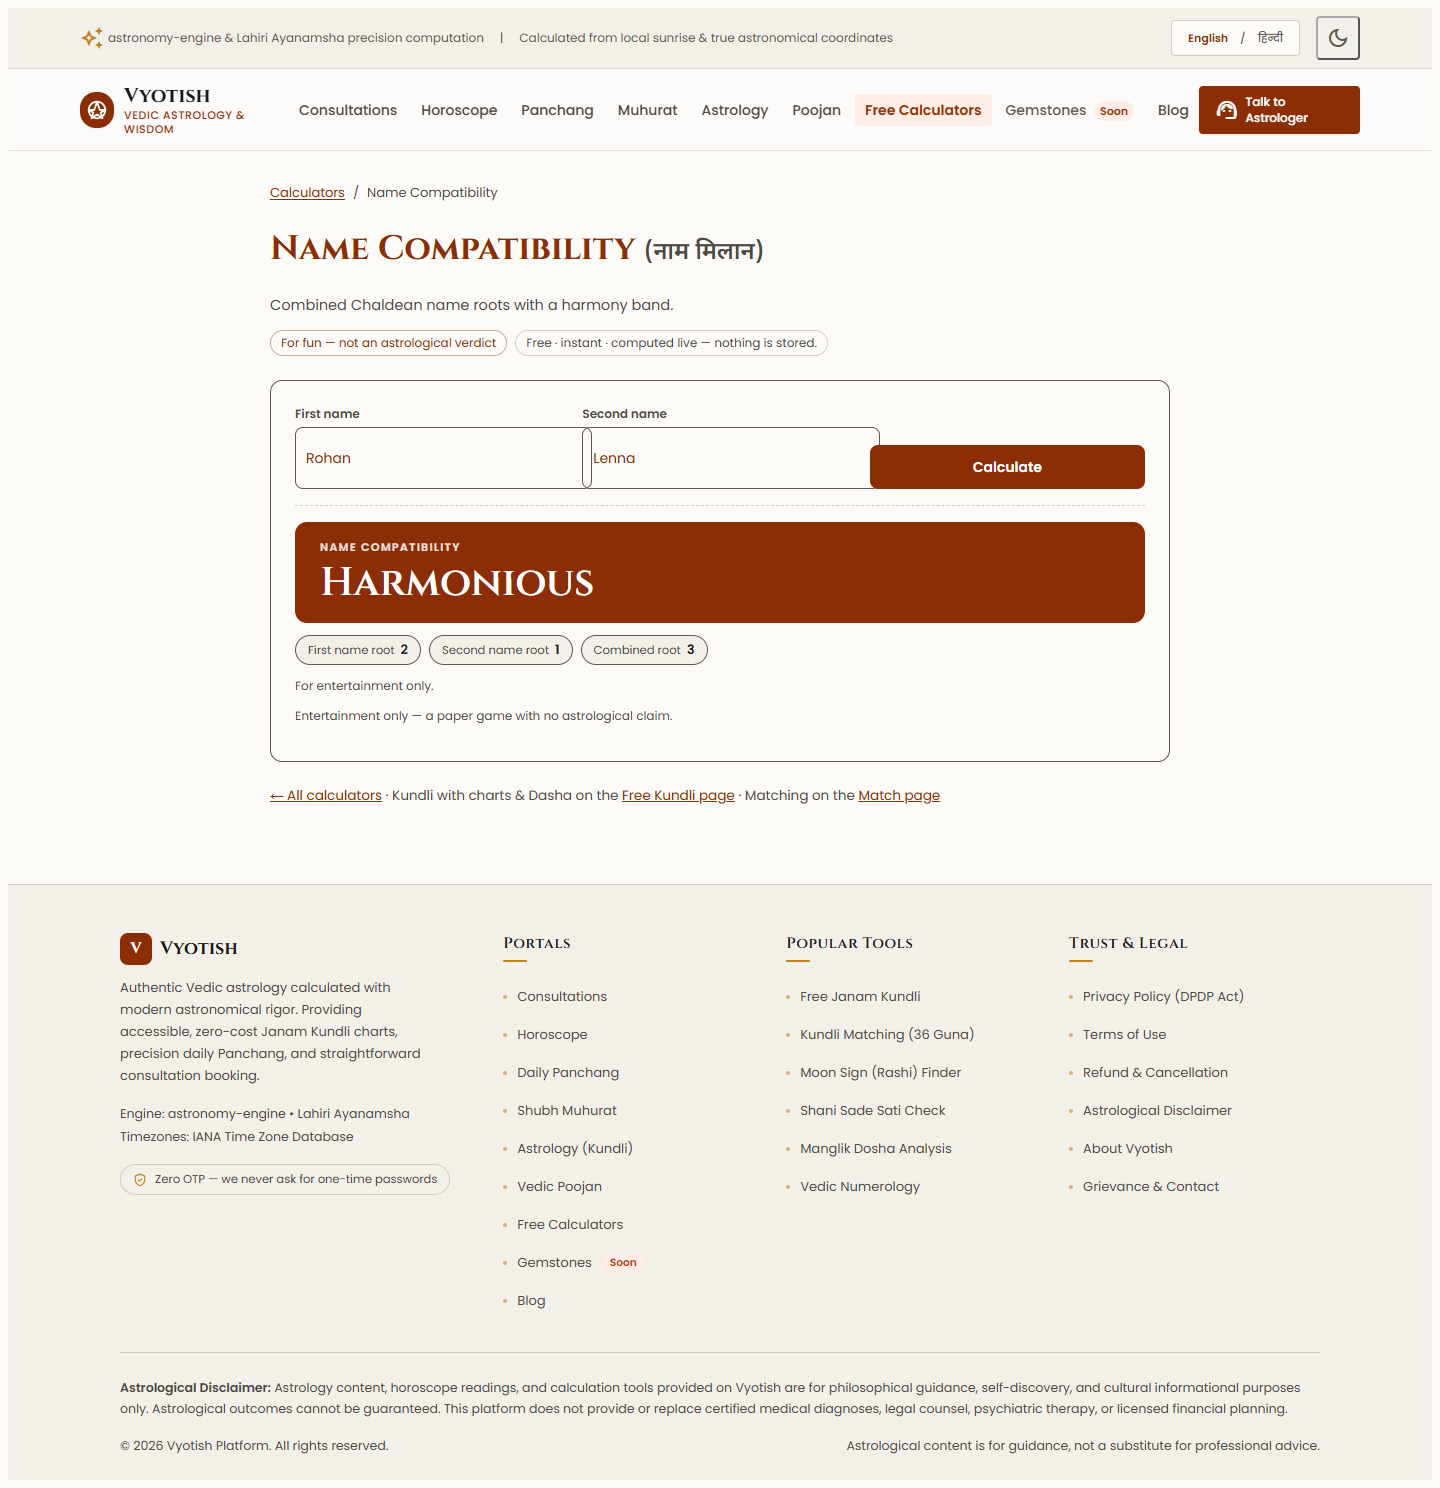 astronomy-engine & Lahiri Ayanamsha precision computation | Calculated from local sunrise & true astronomical coordinates
English / हिन्दी
Vyotish
VEDIC ASTROLOGY &
WISDOM
Consultations Horoscope Panchang Muhurat Astrology Poojan Free Calculators Gemstones Soon Blog
Talk to
Astrologer
Calculators / Name Compatibility
Name Compatibility (नाम मिलान)
Combined Chaldean name roots with a harmony band.
For fun — not an astrological verdict
Free · instant · computed live — nothing is stored.
First name
Second name
Rohan
Lenna
Calculate
NAME COMPATIBILITY
Harmonious
First name root 2
Second name root 1
Combined root 3
For entertainment only.
Entertainment only — a paper game with no astrological claim.
← All calculators · Kundli with charts & Dasha on the Free Kundli page · Matching on the Match page
V Vyotish
Authentic Vedic astrology calculated with
modern astronomical rigor. Providing
accessible, zero-cost Janam Kundli charts,
precision daily Panchang, and straightforward
consultation booking.
Engine: astronomy-engine • Lahiri Ayanamsha
Timezones: IANA Time Zone Database
Zero OTP — we never ask for one-time passwords
Portals
Consultations
Horoscope
Daily Panchang
Shubh Muhurat
Astrology (Kundli)
Vedic Poojan
Free Calculators
Gemstones Soon
Blog
Popular Tools
Free Janam Kundli
Kundli Matching (36 Guna)
Moon Sign (Rashi) Finder
Shani Sade Sati Check
Manglik Dosha Analysis
Vedic Numerology
Trust & Legal
Privacy Policy (DPDP Act)
Terms of Use
Refund & Cancellation
Astrological Disclaimer
About Vyotish
Grievance & Contact
Astrological Disclaimer: Astrology content, horoscope readings, and calculation tools provided on Vyotish are for philosophical guidance, self-discovery, and cultural informational purposes
only. Astrological outcomes cannot be guaranteed. This platform does not provide or replace certified medical diagnoses, legal counsel, psychiatric therapy, or licensed financial planning.
© 2026 Vyotish Platform. All rights reserved.
Astrological content is for guidance, not a substitute for professional advice.